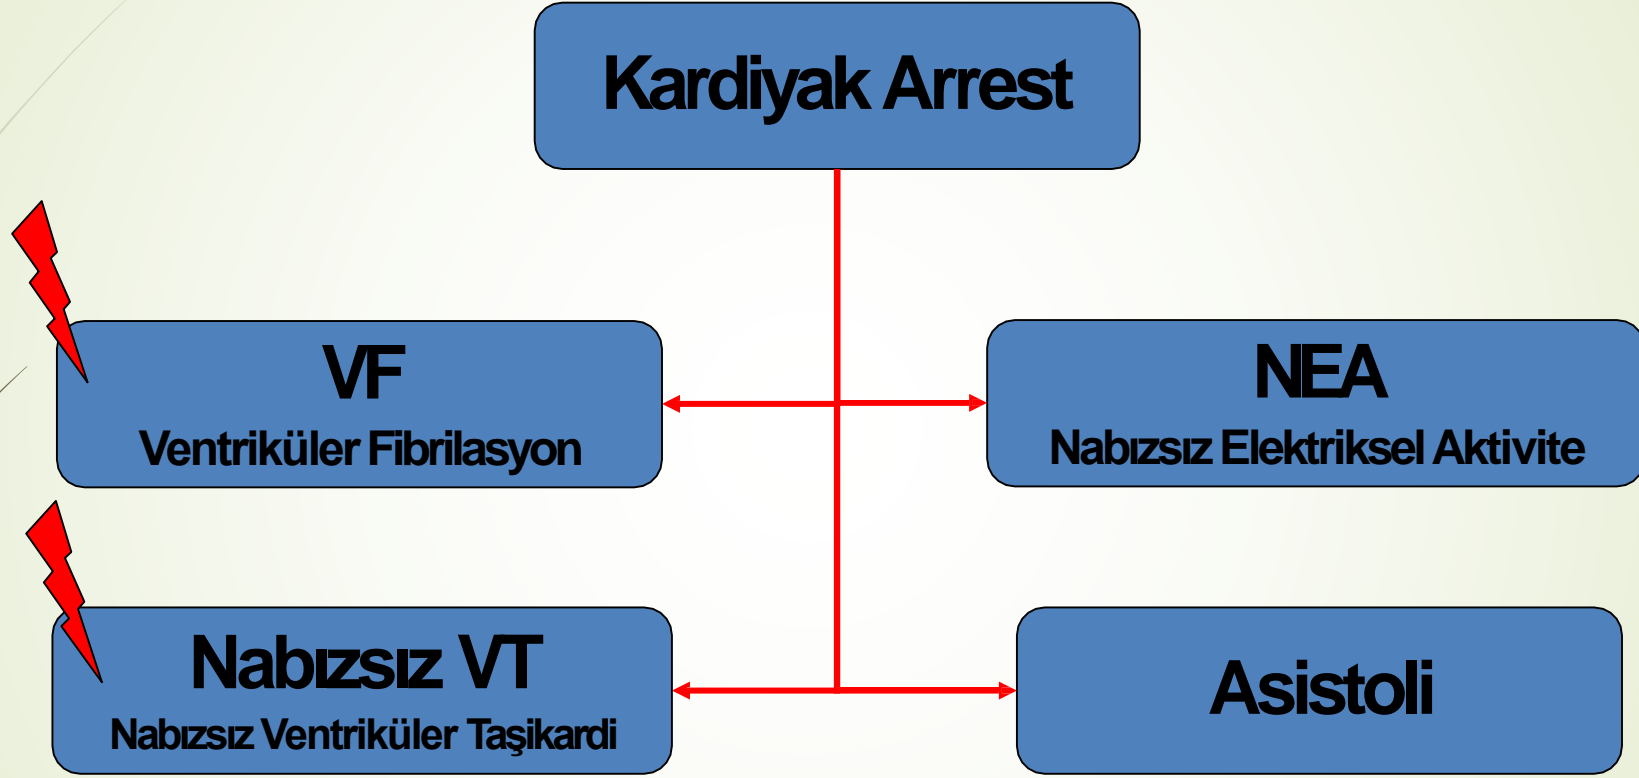 Kardiyak Arrest
VF
Ventriküler Fibrilasyon
NEA
Nabızsız Elektriksel Aktivite
Nabızsız VT
Nabızsız Ventriküler Taşikardi
Asistoli